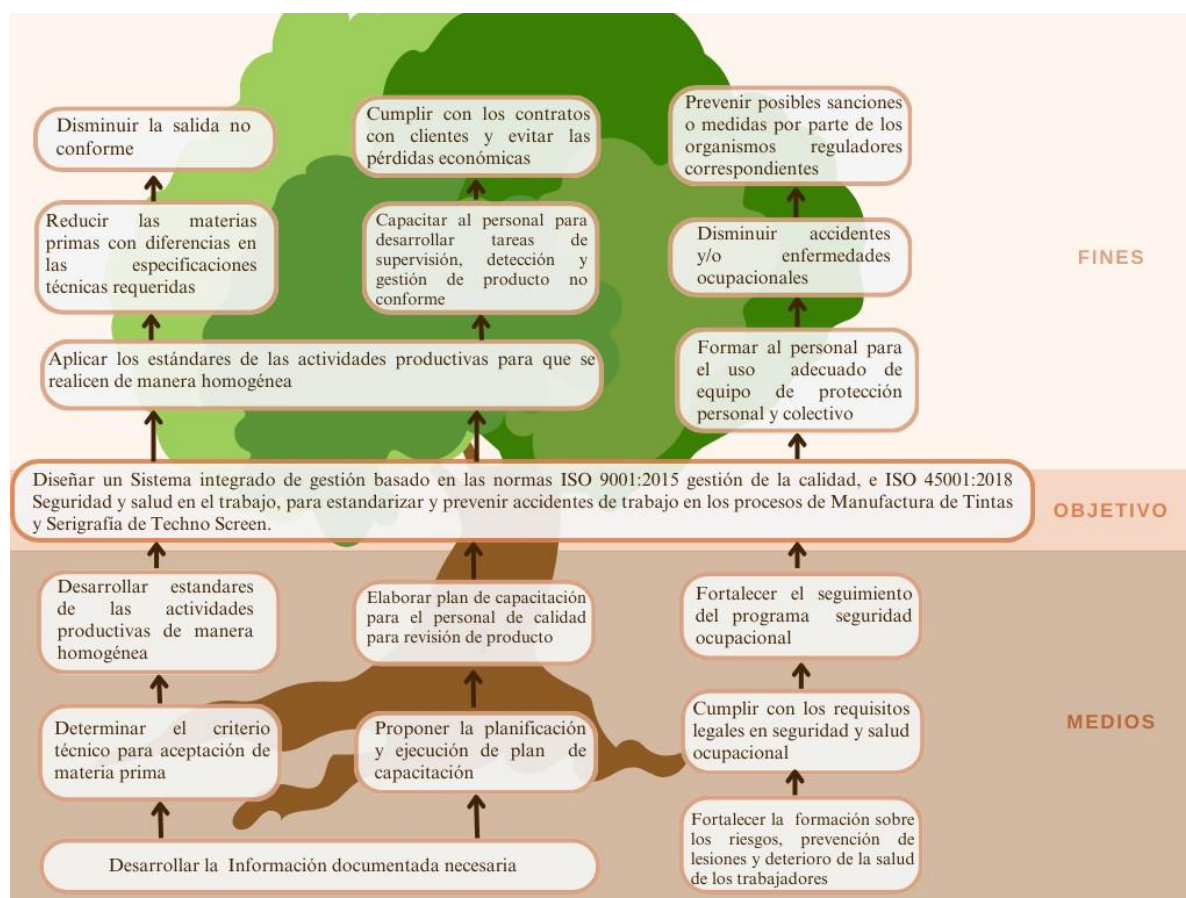 Disminuir la salida no
conforme
Cumplir con los contratos
con clientes y evitar las
pérdidas económicas
Prevenir posibles sanciones
o medidas por parte de los
organismos reguladores
correspondientes
Reducir las materias
primas con diferencias en
las especificaciones
técnicas requeridas
Capacitar al personal para
desarrollar tareas de
supervisión, detección y
gestión de producto no
conforme
Disminuir accidentes
y/o enfermedades
ocupacionales
FINES
Aplicar los estándares de las actividades productivas para que se
realicen de manera homogénea
Formar al personal para
el uso adecuado de
equipo de protección
personal y colectivo
Diseñar un Sistema integrado de gestión basado en las normas ISO 9001:2015 gestión de la calidad, e ISO 45001:2018
Seguridad y salud en el trabajo, para estandarizar y prevenir accidentes de trabajo en los procesos de Manufactura de Tintas
y Serigrafía de Techno Screen.
OBJETIVO
Desarrollar estandares
de las actividades
productivas de manera
homogénea
Elaborar plan de capacitación
para el personal de calidad
para revisión de producto
Fortalecer el seguimiento
del programa seguridad
ocupacional
Determinar el criterio
técnico para aceptación de
materia prima
Proponer la planificación
y ejecución de plan de
capacitación
Cumplir con los requisitos
legales en seguridad y salud
ocupacional
MEDIOS
Desarrollar la Información documentada necesaria
Fortalecer la formación sobre
los riesgos, prevención de
lesiones y deterioro de la salud
de los trabajadores